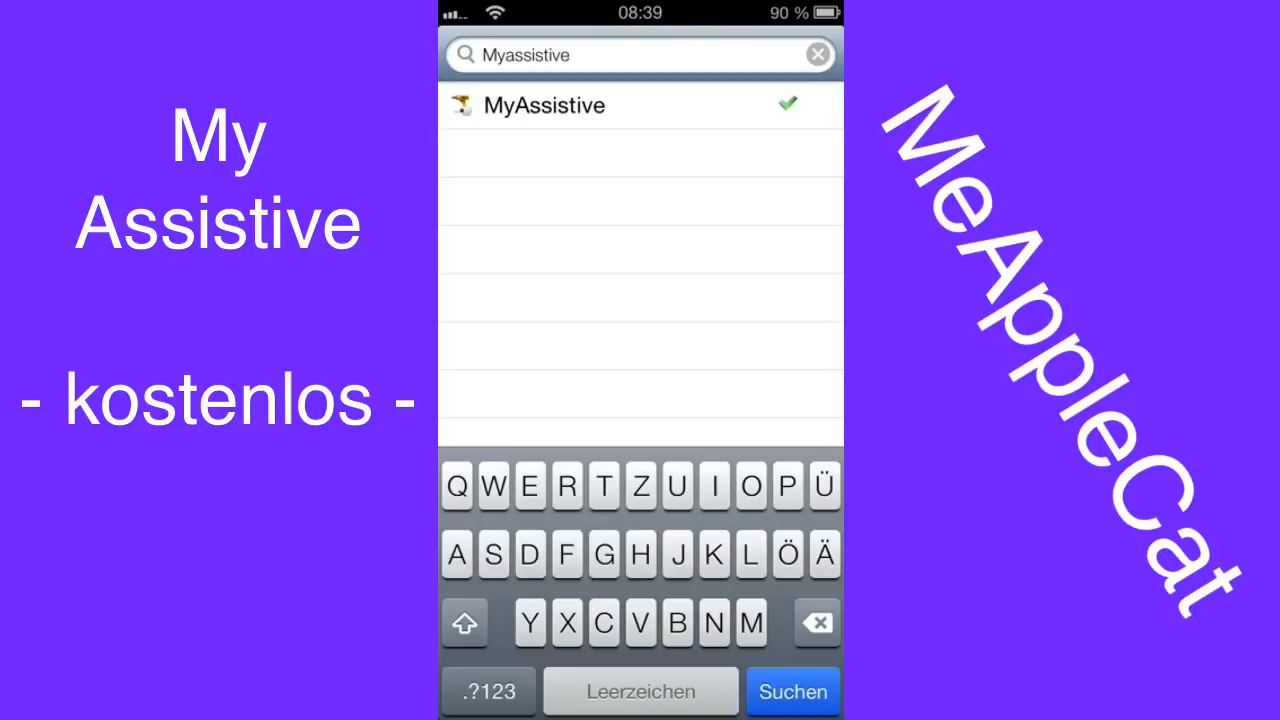 My
Assistive
- kostenlos -
08:39
90 %
Myassistive
MyAssistive
Q W E R T Z U I O P Ü
A S D F G H J K L Ö Ä
Y X C V B N M
.?123 Leerzeichen Suchen
MeAppleCat